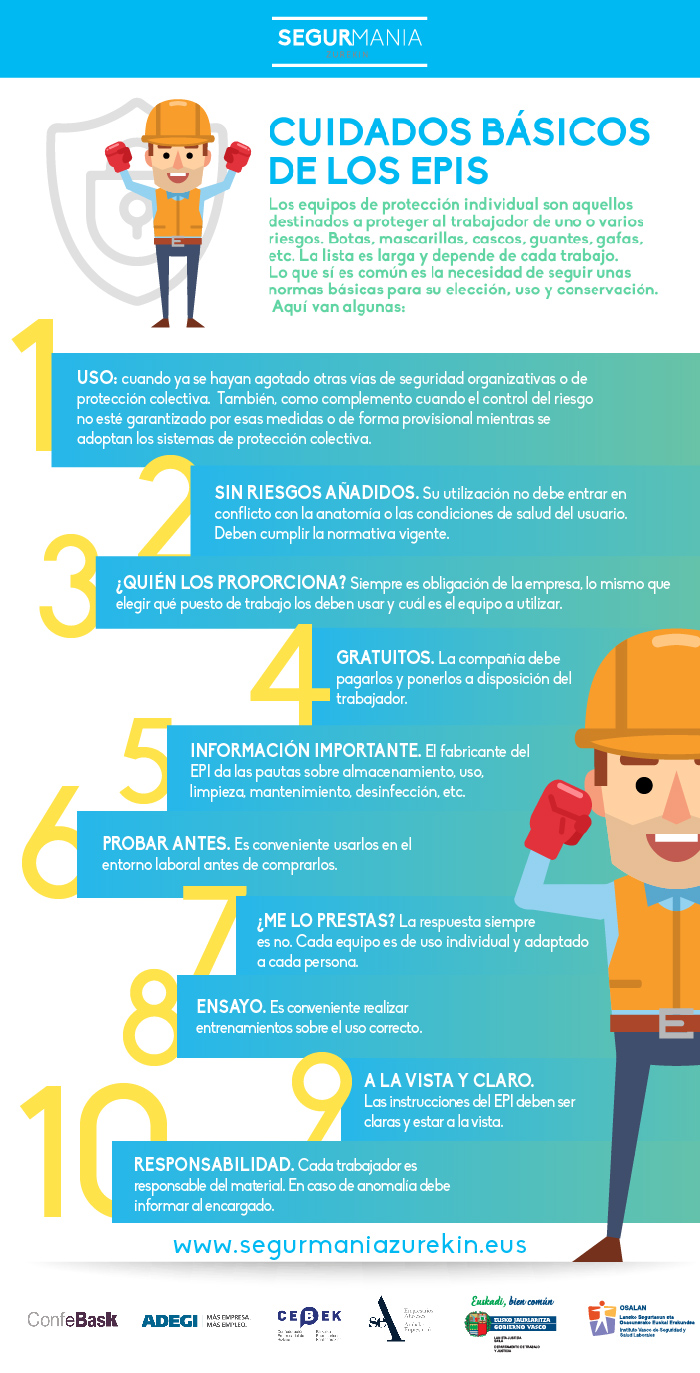 SEGURMANIA
CUIDADOS BÁSICOS
DE LOS EPIS
Los equipos de protección individual son aquellos
destinados a proteger al trabajador de uno o varios
riesgos. Botas, mascarillas, cascos, guantes, gafas,
etc. La lista es larga y depende de cada trabajo.
Lo que sí es común es la necesidad de seguir unas
normas básicas para su elección, uso y conservación.
Aquí van algunas:
1
USO: cuando ya se hayan agotado otras vías de seguridad organizativas o de
protección colectiva. También, como complemento cuando el control del riesgo
no esté garantizado por esas medidas o de forma provisional mientras se
adoptan los sistemas de protección colectiva.
2
SIN RIESGOS AÑADIDOS. Su utilización no debe entrar en
conflicto con la anatomía o las condiciones de salud del usuario.
Deben cumplir la normativa vigente.
3
¿QUIÉN LOS PROPORCIONA? Siempre es obligación de la empresa, lo mismo que
elegir qué puesto de trabajo los deben usar y cuál es el equipo a utilizar.
4
GRATUITOS. La compañía debe
pagarlos y ponerlos a disposición del
trabajador.
5
INFORMACIÓN IMPORTANTE. El fabricante del
EPI da las pautas sobre almacenamiento, uso,
limpieza, mantenimiento, desinfección, etc.
6
PROBAR ANTES. Es conveniente usarlos en el
entorno laboral antes de comprarlos.
7
¿ME LO PRESTAS? La respuesta siempre
es no. Cada equipo es de uso individual y adaptado
a cada persona.
8
ENSAYO. Es conveniente realizar
entrenamientos sobre el uso correcto.
9
A LA VISTA Y CLARO.
Las instrucciones del EPI deben ser
claras y estar a la vista.
10
RESPONSABILIDAD. Cada trabajador es
responsable del material. En caso de anomalía debe
informar al encargado.
www.segurmaniazurekin.eus
ConfeBask
ADEGI
MÁS EMPRESA.
MÁS EMPLEO.
CEBEK
SEA
Empresarios
Alaveses
Euskadi, bien común
EUSKO JAURLARITZA
GOBIERNO VASCO
DEPARTAMENTO DE TRABAJO
Y JUSTICIA
OSALAN
Laneko Segurtasun eta
Osasunerako Euskal Erakundea
Instituto Vasco de Seguridad y
Salud Laborales